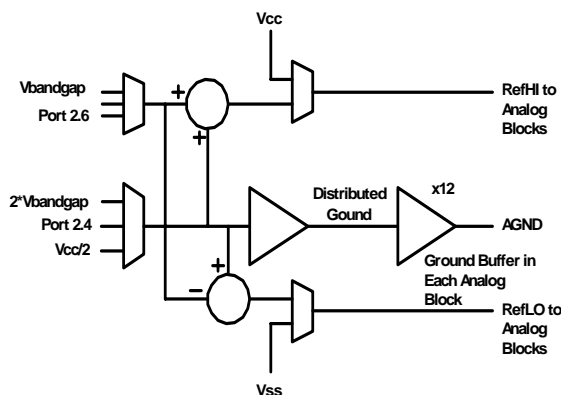 Vcc
Vbandgap
Port 2.6
+
+
RefHI to
Analog
Blocks
2*Vbandgap
Port 2.4
Vcc/2
Distributed
Gound
x12
AGND
Ground Buffer in
Each Analog
Block
+
–
RefLO to
Analog
Blocks
Vss